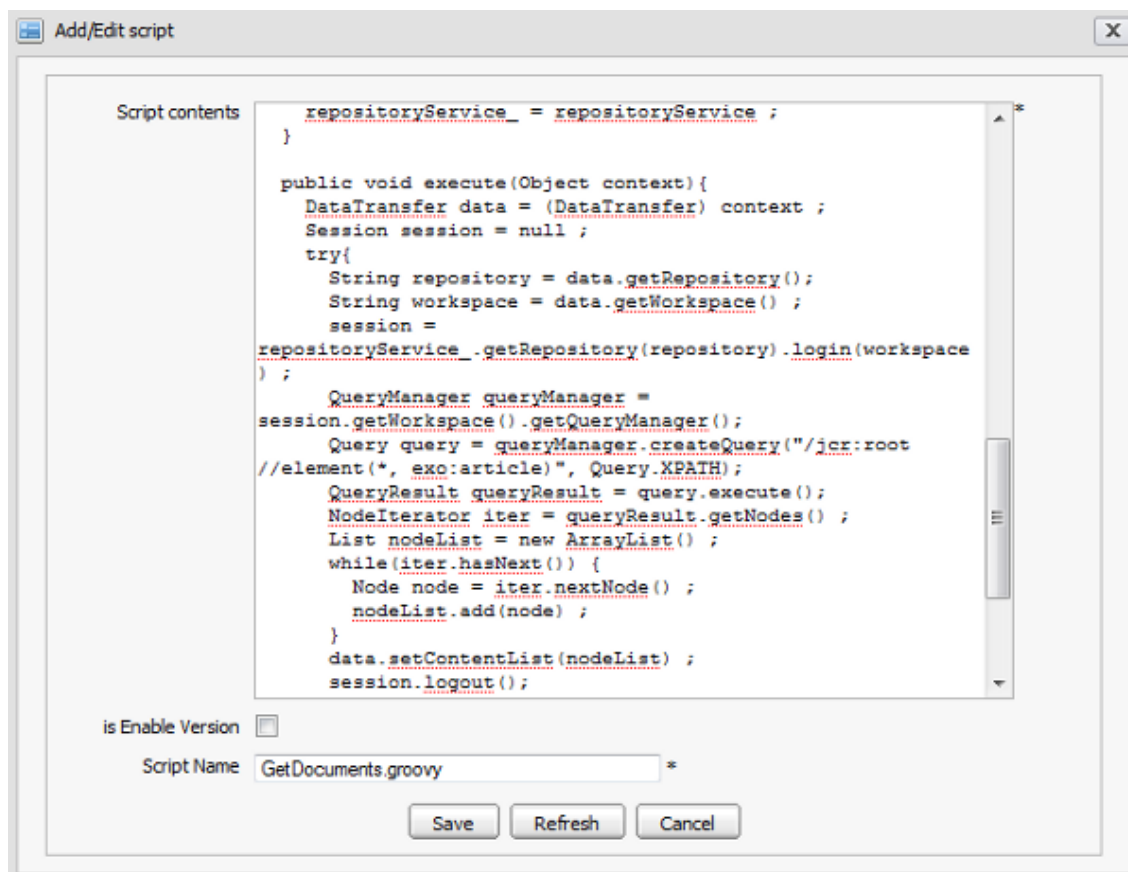 Add/Edit script
X
Script contents
repositoryService_ = repositoryService ;
*
}
public void execute(Object context){
DataTransfer data = (DataTransfer) context ;
Session session = null ;
try{
String repository = data.getRepository();
String workspace = data.getWorkspace() ;
session =
repositoryService_.getRepository(repository).login(workspace
) ;
QueryManager queryManager =
session.getWorkspace().getQueryManager();
Query query = queryManager.createQuery("/jcr:root
//element(*, exo:article)", Query.XPATH);
QueryResult queryResult = query.execute();
NodeIterator iter = queryResult.getNodes() ;
List nodeList = new ArrayList() ;
while(iter.hasNext()) {
Node node = iter.nextNode() ;
nodeList.add(node) ;
}
data.setContentList(nodeList) ;
session.logout();
is Enable Version
Script Name GetDocuments.groovy *
Save Refresh Cancel